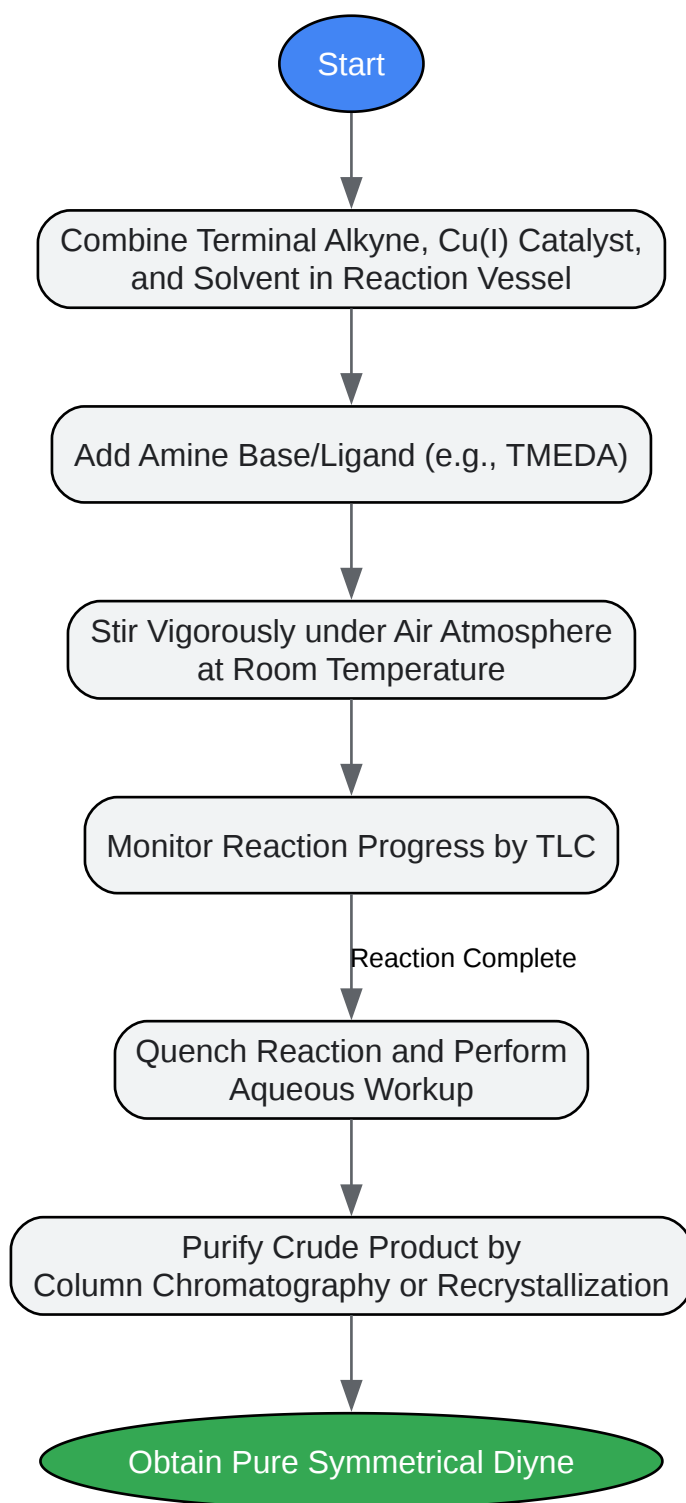 Start
Combine Terminal Alkyne, Cu(I) Catalyst,
and Solvent in Reaction Vessel
Add Amine Base/Ligand (e.g., TMEDA)
Stir Vigorously under Air Atmosphere
at Room Temperature
Monitor Reaction Progress by TLC
Reaction Complete
Quench Reaction and Perform
Aqueous Workup
Purify Crude Product by
Column Chromatography or Recrystallization
Obtain Pure Symmetrical Diyne